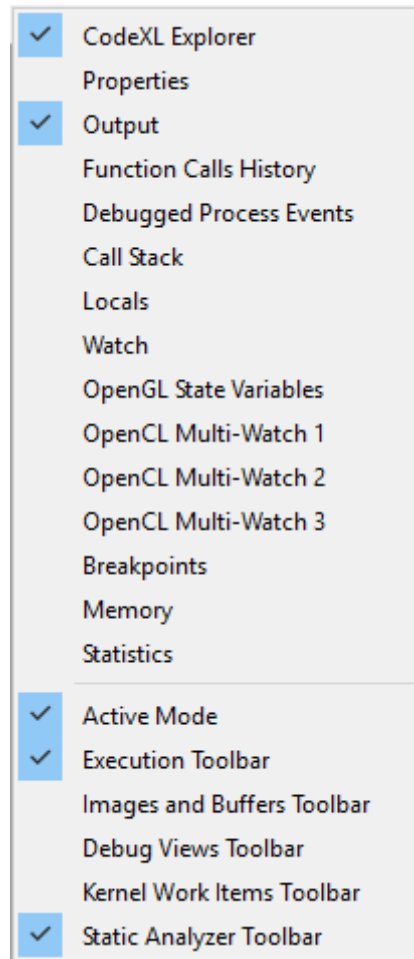 CodeXL Explorer
Properties
Output
Function Calls History
Debugged Process Events
Call Stack
Locals
Watch
OpenGL State Variables
OpenCL Multi-Watch 1
OpenCL Multi-Watch 2
OpenCL Multi-Watch 3
Breakpoints
Memory
Statistics
Active Mode
Execution Toolbar
Images and Buffers Toolbar
Debug Views Toolbar
Kernel Work Items Toolbar
Static Analyzer Toolbar